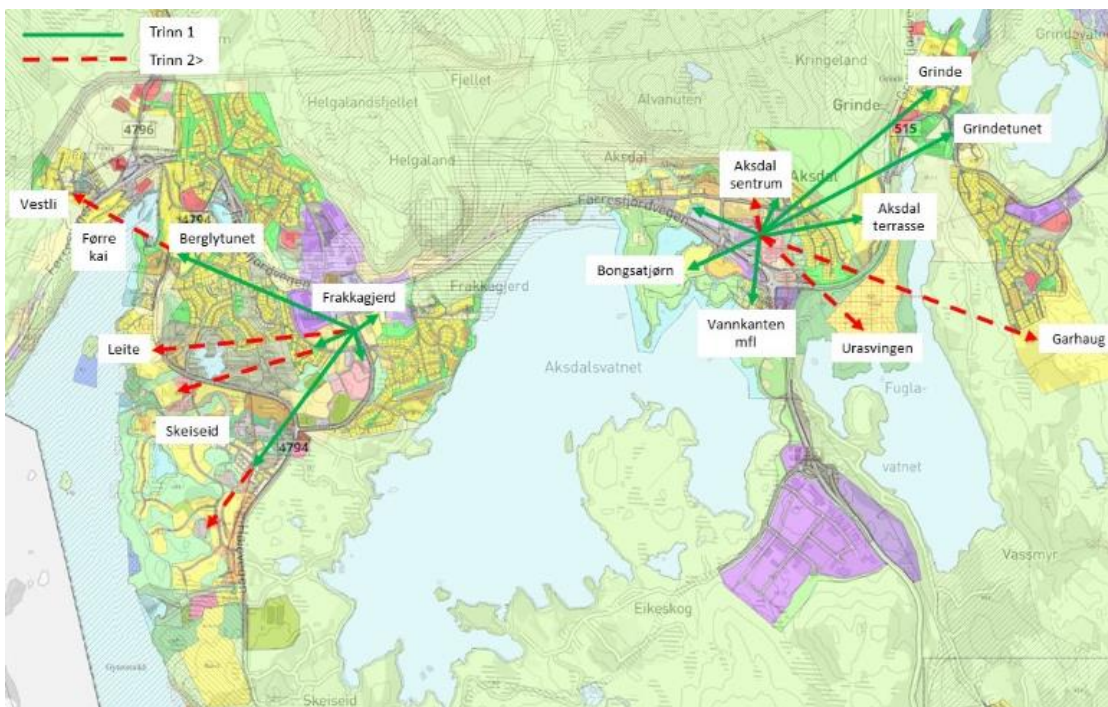 Trinn 1
Trinn 2>
Fjellet
Kringeland
Grinde
Helgalandsfjellet
Alvanuten
Grinde
4796
515
Grindetunet
Helgaland
Aksdal
Aksdal
sentrum
Aksdal
Vestli
4794
Førresfjordvegen
Aksdal
terrasse
Førre
kai
Berglytunet
Bongsatjørn
Frakkagjerd
Frakkagjerd
Vannkanten
mfl
Urasvingen
Garhaug
Leite
Aksdalsvatnet
Fugla-
Skeiseid
4794
vatnet
Vassmyr
Eikeskog
Skeiseid